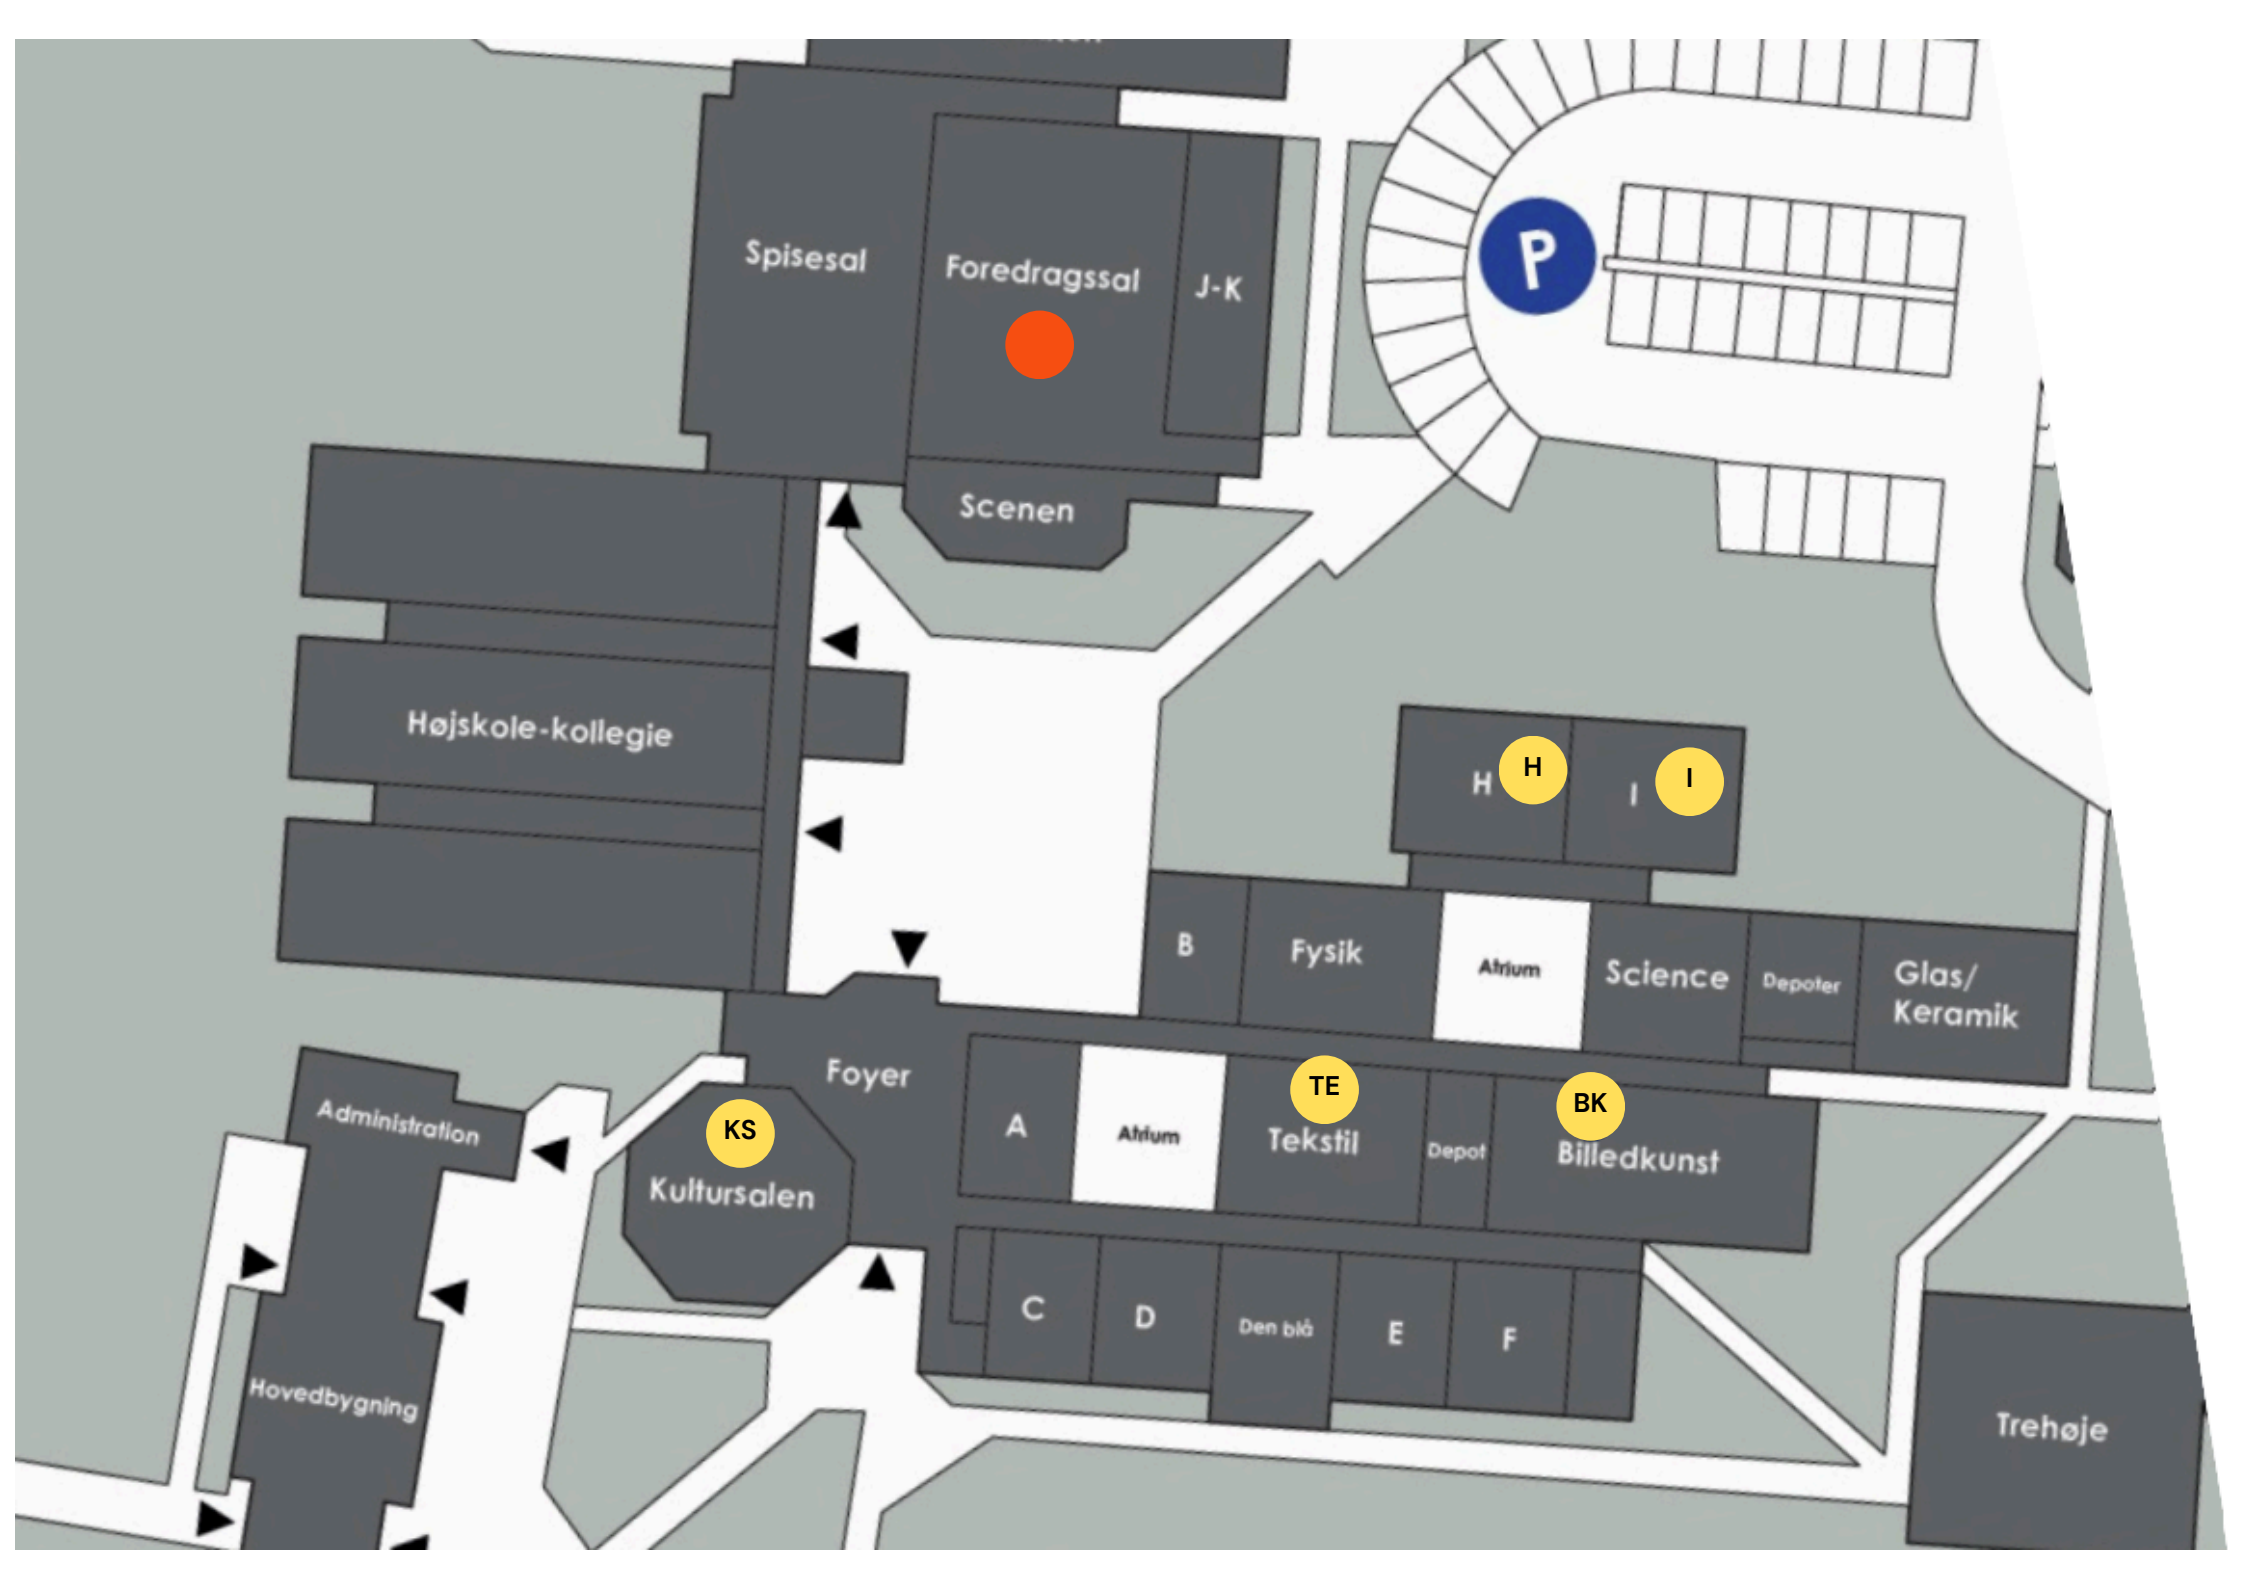 Spisesal
Foredragssal
J-K
P
Scenen
Højskole-kollegie
H
H
I
I
B
Fysik
Atrium
Science
Depoter
Glas/
Keramik
Foyer
Administration
KS
Kultursalen
A
Atrium
TE
Tekstil
Depot
BK
Billedkunst
C
D
Den blå
E
F
Hovedbygning
Trehøje